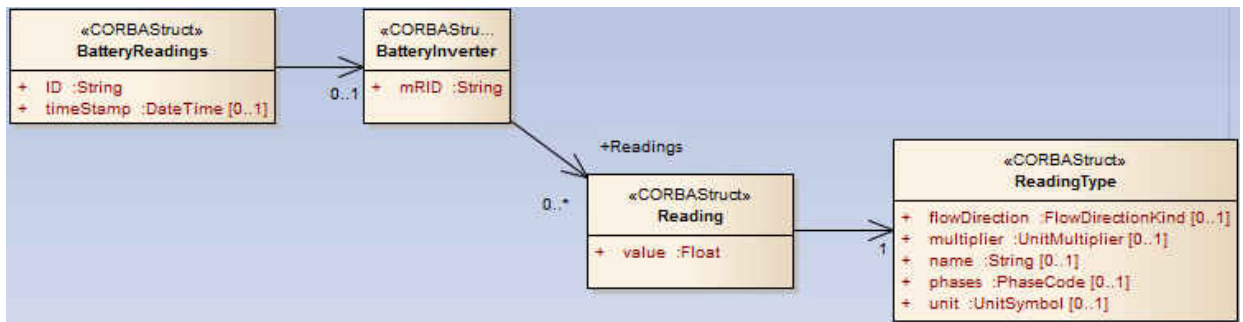 «CORBAStruct»
BatteryReadings
+ ID :String
+ timeStamp :DateTime [0..1]
0..1
«CORBAStru...
BatteryInverter
+ mRID :String
+Readings
0..*
«CORBAStruct»
Reading
+ value :Float
1
«CORBAStruct»
ReadingType
+ flowDirection :FlowDirectionKind [0..1]
+ multiplier :UnitMultiplier [0..1]
+ name :String [0..1]
+ phases :PhaseCode [0..1]
+ unit :UnitSymbol [0..1]